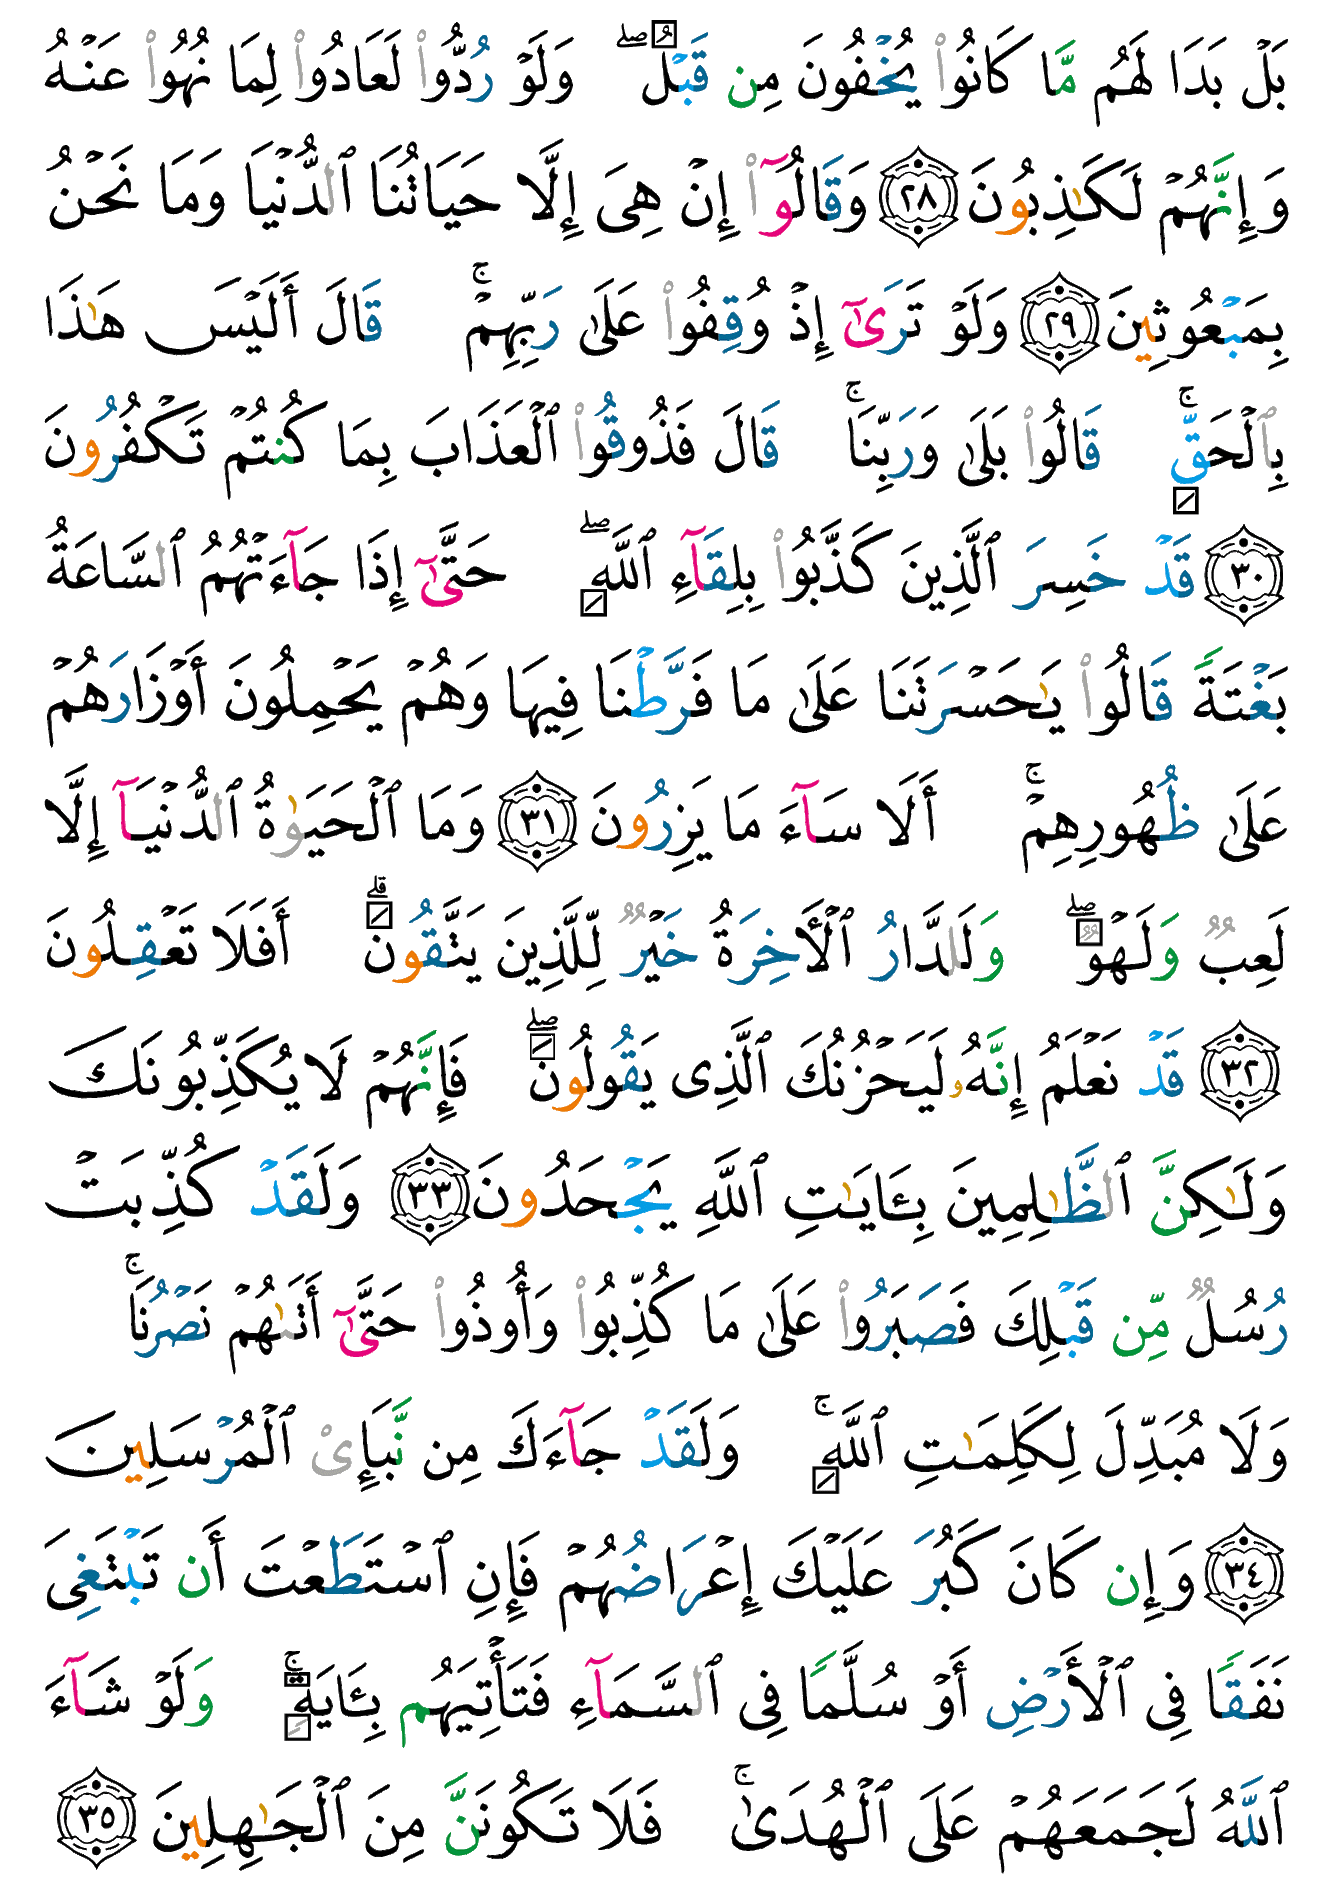 بَلْ بَدَا لَهُم مَّا كَانُوا۟ يُخْفُونَ مِن قَبْلُ ۖ وَلَوْ رُدُّوا۟ لَعَادُوا۟ لِمَا نُهُوا۟ عَنْهُ
وَإِنَّهُمْ لَكَـٰذِبُونَ ٢٨ وَقَالُوٓا۟ إِنْ هِىَ إِلَّا حَيَاتُنَا ٱلدُّنْيَا وَمَا نَحْنُ
بِمَبْعُوثِينَ ٢٩ وَلَوْ تَرَىٰٓ إِذْ وُقِفُوا۟ عَلَىٰ رَبِّهِمْ ۚ قَالَ أَلَيْسَ هَـٰذَا
بِٱلْحَقِّ ۚ قَالُوا۟ بَلَىٰ وَرَبِّنَا ۚ قَالَ فَذُوقُوا۟ ٱلْعَذَابَ بِمَا كُنتُمْ تَكْفُرُونَ
٣٠ قَدْ خَسِرَ ٱلَّذِينَ كَذَّبُوا۟ بِلِقَآءِ ٱللَّهِ ۖ حَتَّىٰٓ إِذَا جَآءَتْهُمُ ٱلسَّاعَةُ
بَغْتَةً قَالُوا۟ يَـٰحَسْرَتَنَا عَلَىٰ مَا فَرَّطْنَا فِيهَا وَهُمْ يَحْمِلُونَ أَوْزَارَهُمْ
عَلَىٰ ظُهُورِهِمْ ۚ أَلَا سَآءَ مَا يَزِرُونَ ٣١ وَمَا ٱلْحَيَوٰةُ ٱلدُّنْيَآ إِلَّا
لَعِبٌ وَلَهْوٌ ۖ وَلَلدَّارُ ٱلْأَخِرَةُ خَيْرٌ لِّلَّذِينَ يَتَّقُونَ ۗ أَفَلَا تَعْقِلُونَ
٣٢ قَدْ نَعْلَمُ إِنَّهُۥ لَيَحْزُنُكَ ٱلَّذِى يَقُولُونَ ۖ فَإِنَّهُمْ لَا يُكَذِّبُونَكَ
وَلَـٰكِنَّ ٱلظَّـٰلِمِينَ بِـَٔايَـٰتِ ٱللَّهِ يَجْحَدُونَ ٣٣ وَلَقَدْ كُذِّبَتْ
رُسُلٌ مِّن قَبْلِكَ فَصَبَرُوا۟ عَلَىٰ مَا كُذِّبُوا۟ وَأُوذُوا۟ حَتَّىٰٓ أَتَىٰهُمْ نَصْرُنَا ۚ
وَلَا مُبَدِّلَ لِكَلِمَـٰتِ ٱللَّهِ ۚ وَلَقَدْ جَآءَكَ مِن نَّبَإِى۟ ٱلْمُرْسَلِينَ
٣٤ وَإِن كَانَ كَبُرَ عَلَيْكَ إِعْرَاضُهُمْ فَإِنِ ٱسْتَطَعْتَ أَن تَبْتَغِىَ
نَفَقًا فِى ٱلْأَرْضِ أَوْ سُلَّمًا فِى ٱلسَّمَآءِ فَتَأْتِيَهُم بِـَٔايَةٍ ۚ وَلَوْ شَآءَ
ٱللَّهُ لَجَمَعَهُمْ عَلَى ٱلْهُدَىٰ ۚ فَلَا تَكُونَنَّ مِنَ ٱلْجَـٰهِلِينَ ٣٥